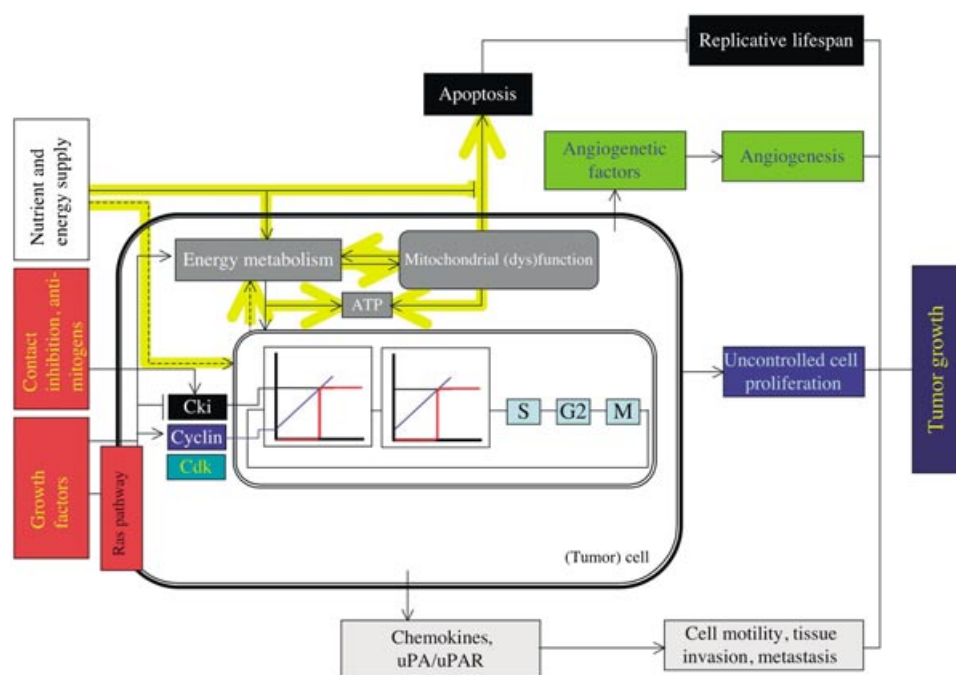 Replicative lifespan
Apoptosis
Angiogenetic
factors
Angiogenesis
Nutrient and
energy supply
Energy metabolism
Mitochondrial (dys)function
ATP
Contact
inhibition, anti-
mitogens
Cki
Cyclin
Cdk
S
G2
M
Uncontrolled cell
proliferation
Tumor growth
Growth
factors
Ras pathway
(Tumor) cell
Chemokines,
uPA/uPAR
Cell motility, tissue
invasion, metastasis